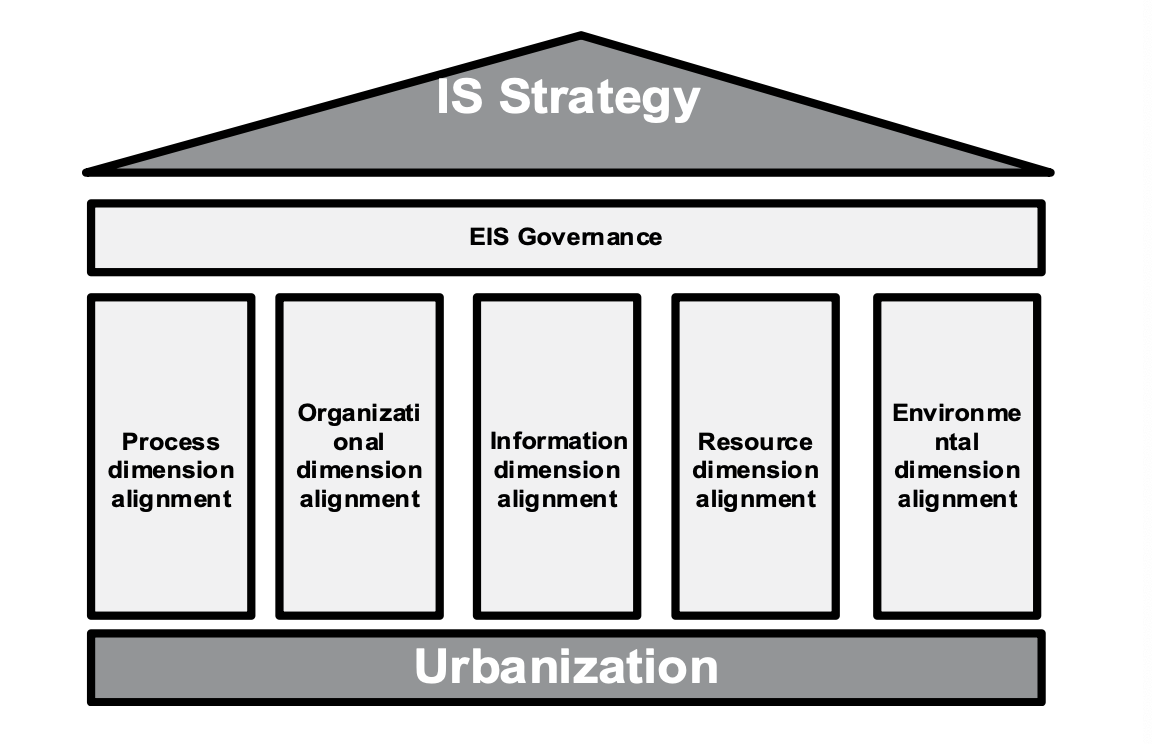 IS Strategy
EIS Governance
Process
dimension
alignment
Organizati
onal
dimension
alignment
Information
dimension
alignment
Resource
dimension
alignment
Environme
ntal
dimension
alignment
Urbanization